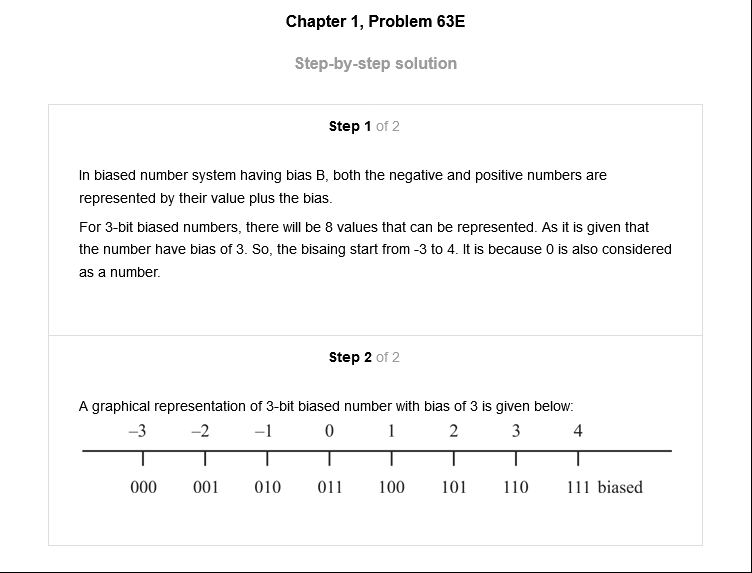 Chapter 1, Problem 63E
Step-by-step solution
Step 1 of 2
In biased number system having bias B, both the negative and positive numbers are
represented by their value plus the bias.
For 3-bit biased numbers, there will be 8 values that can be represented. As it is given that
the number have bias of 3. So, the bisaing start from -3 to 4. It is because 0 is also considered
as a number.
Step 2 of 2
A graphical representation of 3-bit biased number with bias of 3 is given below:
–3 –2 –1 0 1 2 3 4
000 001 010 011 100 101 110 111 biased